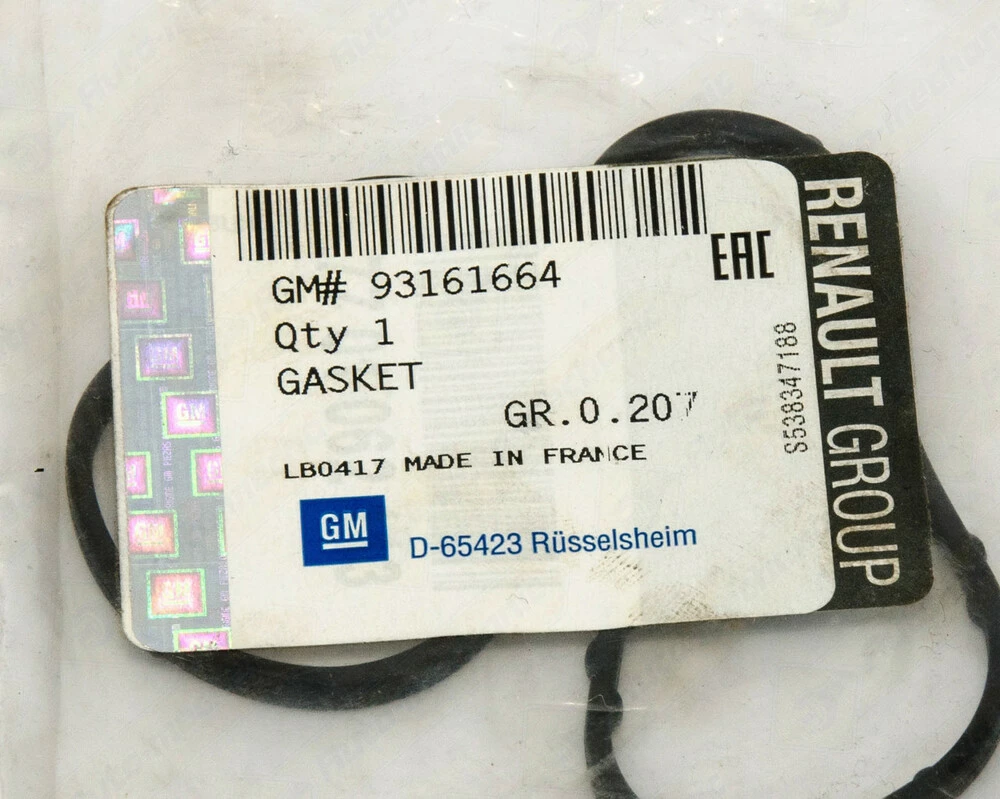 EAC
GM# 93161664
Qty 1
GASKET
GR.0.207
LB0417 MADE IN FRANCE
GM
D-65423 Rüsselsheim
S538347188
RENAULT GROUP
GM